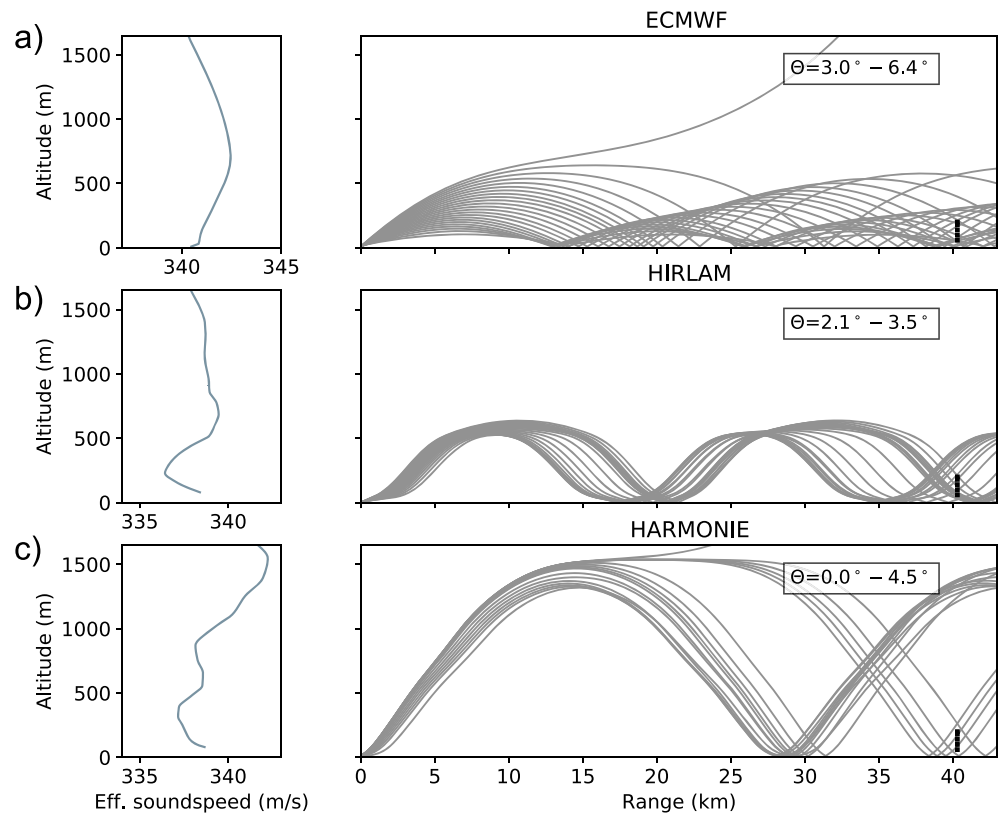 ECMWF
a)
1500
1000
500
0
Altitude (m)
340 345
Θ=3.0° − 6.4°
HIRLAM
b)
1500
1000
500
0
Altitude (m)
335 340
Θ=2.1° − 3.5°
HARMONIE
c)
1500
1000
500
0
Altitude (m)
335 340
Eff. soundspeed (m/s)
Θ=0.0° − 4.5°
0 5 10 15 20 25 30 35 40
Range (km)